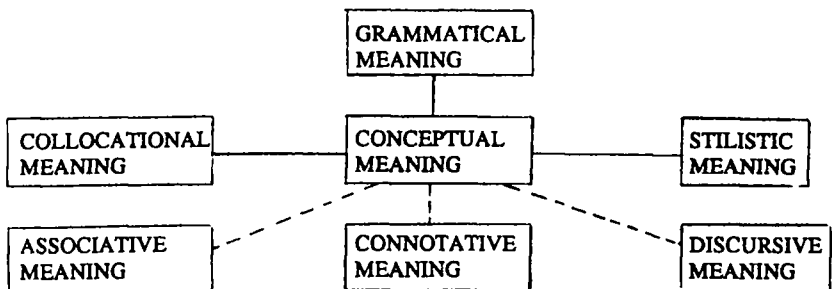 GRAMMATICAL
MEANING
COLLOCATIONAL
MEANING
CONCEPTUAL
MEANING
STILISTIC
MEANING
ASSOCIATIVE
MEANING
CONNOTATIVE
MEANING
DISCURSIVE
MEANING